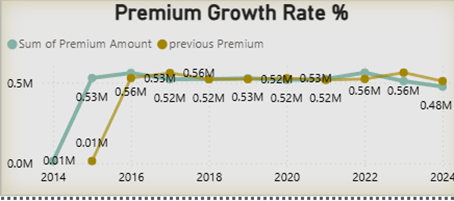 Premium Growth Rate %
Sum of Premium Amount previous Premium
0.53M 0.56M 0.52M 0.53M
0.5M
0.53M 0.56M 0.52M 0.52M 0.53M 0.52M 0.52M 0.56M 0.56M 0.48M
0.01M
0.0M 0.01M
2014 2016 2018 2020 2022 2024